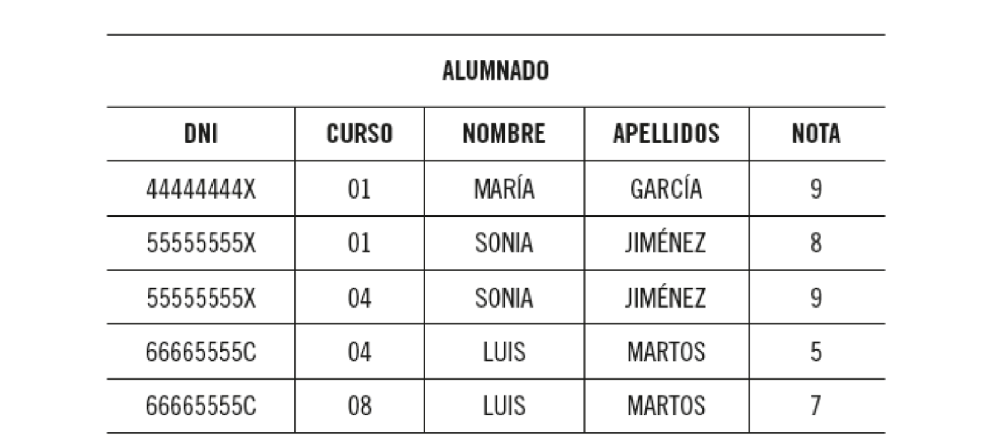 ALUMNADO
DNI CURSO NOMBRE APELLIDOS NOTA
44444444X 01 MARÍA GARCÍA 9
55555555X 01 SONIA JIMÉNEZ 8
55555555X 04 SONIA JIMÉNEZ 9
66665555C 04 LUIS MARTOS 5
66665555C 08 LUIS MARTOS 7